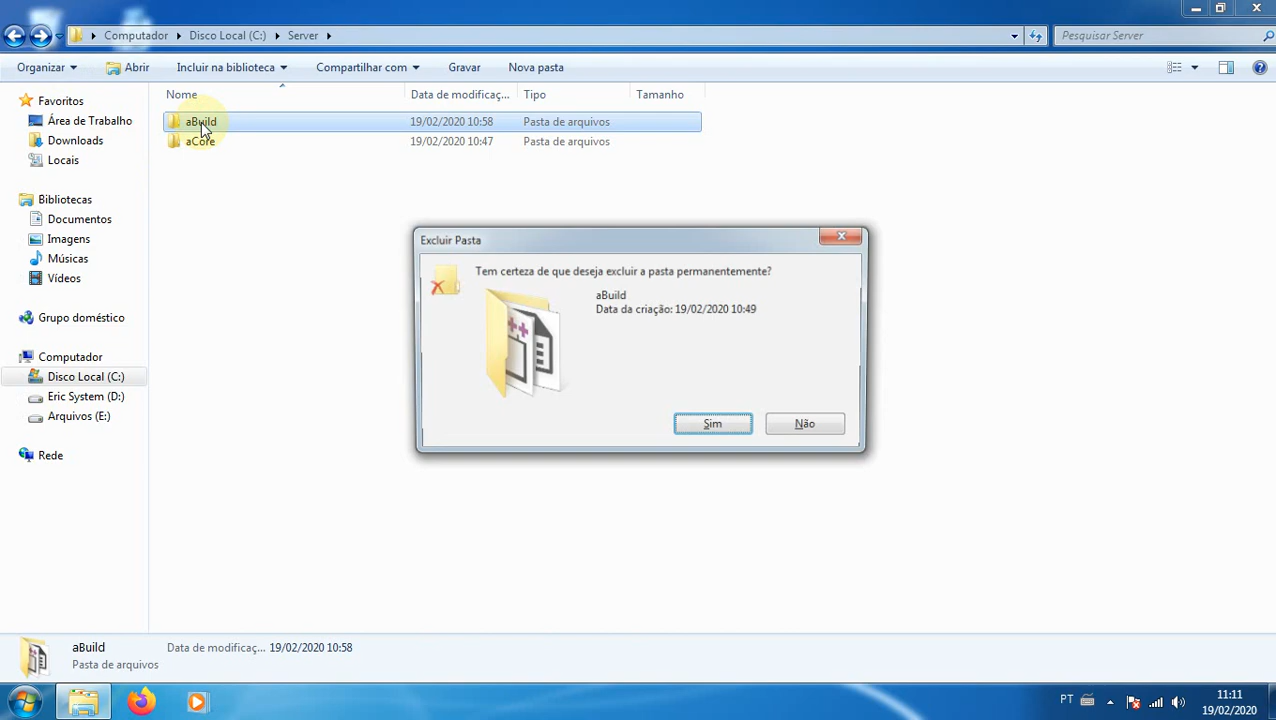 Computador Disco Local (C:) Server
Pesquisar Server
Organizar Abrir Incluir na biblioteca Compartilhar com Gravar Nova pasta
Nome Data de modificaç... Tipo Tamanho
Favoritos
Área de Trabalho
Downloads
Locais
Bibliotecas
Documentos
Imagens
Músicas
Vídeos
Grupo doméstico
Computador
Disco Local (C:)
Eric System (D:)
Arquivos (E:)
Rede
aBuild 19/02/2020 10:58 Pasta de arquivos
aCore 19/02/2020 10:47 Pasta de arquivos
Excluir Pasta
Tem certeza de que deseja excluir a pasta permanentemente?
aBuild
Data da criação: 19/02/2020 10:49
Sim Não
aBuild Data de modificaç... 19/02/2020 10:58
Pasta de arquivos
PT 11:11
19/02/2020